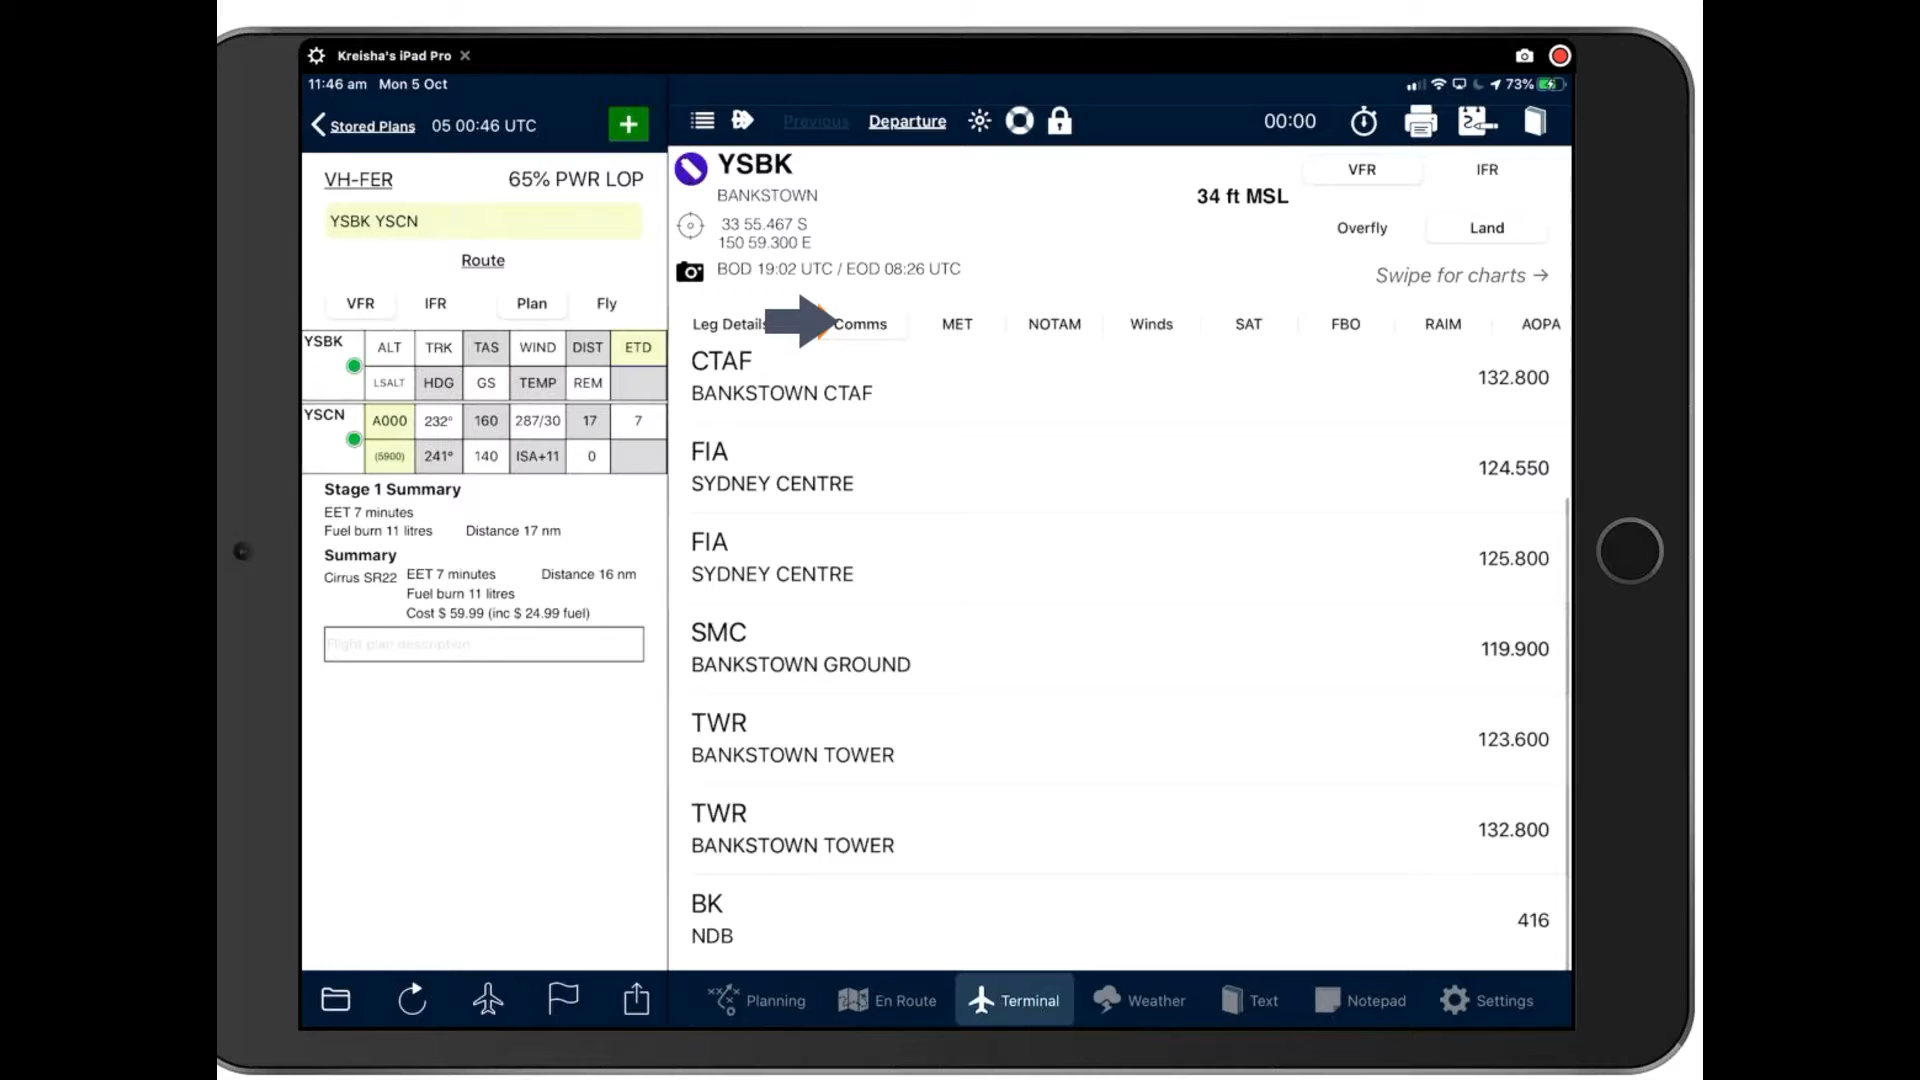 Kreisha's iPad Pro
11:46 am Mon 5 Oct
73%
Stored Plans 05 00:46 UTC
Previous Departure
00:00
VH-FER 65% PWR LOP
YSBK YSCN
Route
VFR IFR Plan Fly
YSBK ALT TRK TAS WIND DIST ETD
LSALT HDG GS TEMP REM
YSCN A000 232° 160 287/30 17 7
(5900) 241° 140 ISA+11 0
Stage 1 Summary
EET 7 minutes
Fuel burn 11 litres Distance 17 nm
Summary
Cirrus SR22 EET 7 minutes Distance 16 nm
Fuel burn 11 litres
Cost $ 59.99 (inc $ 24.99 fuel)
Flight plan description
YSBK
BANKSTOWN
34 ft MSL
VFR IFR
Overfly Land
33 55.467 S
150 59.300 E
BOD 19:02 UTC / EOD 08:26 UTC
Swipe for charts →
Leg Details Comms MET NOTAM Winds SAT FBO RAIM AOPA
CTAF
BANKSTOWN CTAF 132.800
FIA
SYDNEY CENTRE 124.550
FIA
SYDNEY CENTRE 125.800
SMC
BANKSTOWN GROUND 119.900
TWR
BANKSTOWN TOWER 123.600
TWR
BANKSTOWN TOWER 132.800
BK
NDB 416
Planning En Route Terminal Weather Text Notepad Settings